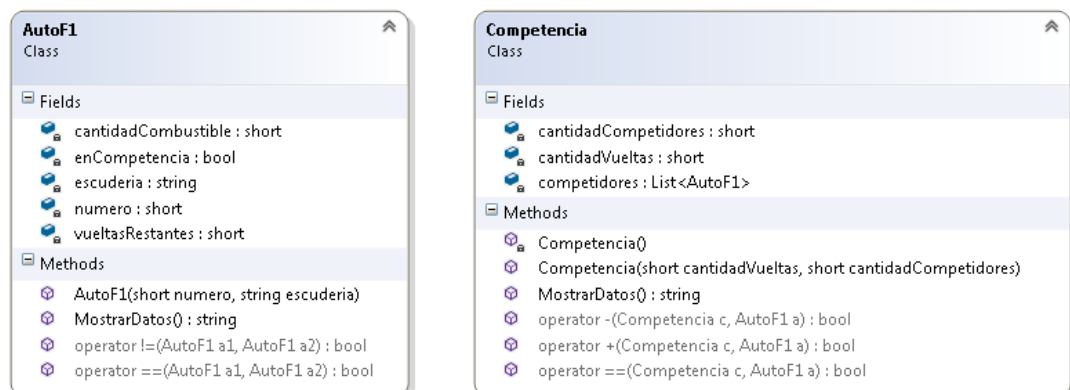 AutoF1
Class
Fields
cantidadCombustible : short
enCompetencia : bool
escuderia : string
numero : short
vueltasRestantes : short
Methods
AutoF1(short numero, string escuderia)
MostrarDatos() : string
operator !=(AutoF1 a1, AutoF1 a2) : bool
operator ==(AutoF1 a1, AutoF1 a2) : bool
Competencia
Class
Fields
cantidadCompetidores : short
cantidadVueltas : short
competidores : List<AutoF1>
Methods
Competencia()
Competencia(short cantidadVueltas, short cantidadCompetidores)
MostrarDatos() : string
operator -(Competencia c, AutoF1 a) : bool
operator +(Competencia c, AutoF1 a) : bool
operator ==(Competencia c, AutoF1 a) : bool